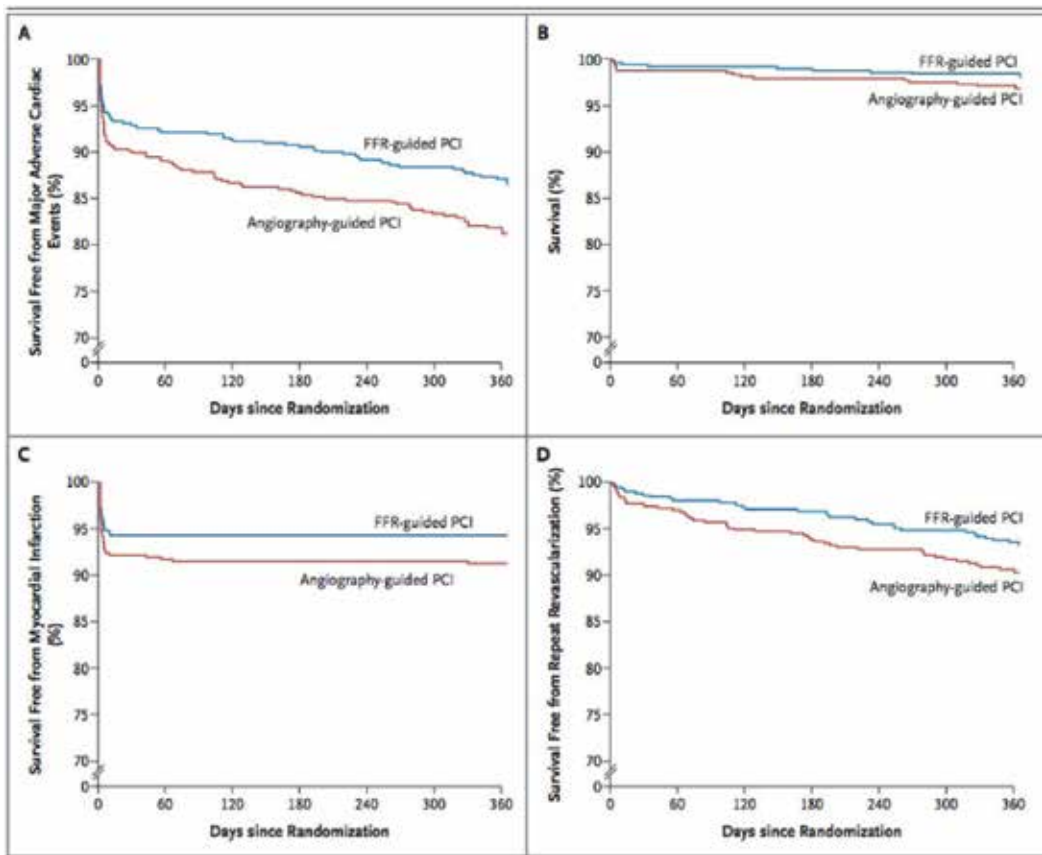 A
Survival Free from Major Adverse Cardiac
Events (%)
100
95
90
85
80
75
70
0
FFR-guided PCI
Angiography-guided PCI
0 60 120 180 240 300 360
Days since Randomization
B
Survival (%)
100
95
90
85
80
75
70
0
FFR-guided PCI
Angiography-guided PCI
0 60 120 180 240 300 360
Days since Randomization
C
Survival Free from Myocardial Infarction
(%)
100
95
90
85
80
75
70
0
FFR-guided PCI
Angiography-guided PCI
0 60 120 180 240 300 360
Days since Randomization
D
Survival Free from Repeat Revascularization (%)
100
95
90
85
80
75
70
0
FFR-guided PCI
Angiography-guided PCI
0 60 120 180 240 300 360
Days since Randomization